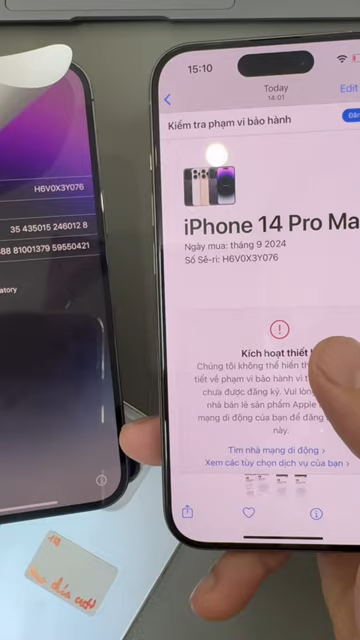 H6V0X3Y076
35 435015 246012 8
81001379 59550421
15:10
Today
14:01
Edit
Kiểm tra phạm vi bảo hành
iPhone 14 Pro Ma
Ngày mua: tháng 9 2024
Số Sê-ri: H6V0X3Y076
Kích hoạt thiết
Chúng tôi không thể hiển th
tiết về phạm vi bảo hành vì t
chưa được đăng ký. Vui lòng
nhà bán lẻ sản phẩm Apple
mạng di động của bạn để đăng
này.
Tìm nhà mạng di động ›
Xem các tùy chọn dịch vụ của bạn ›